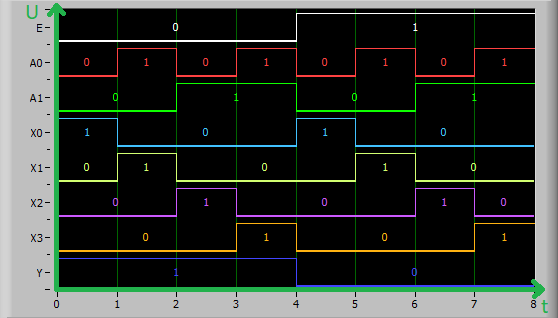 U
E 0 1
A0 0 1 0 1 0 1 0 1
A1 0 1 0 1
X0 1 0 1 0
X1 0 1 0 1 0
X2 0 1 0 1 0
X3 0 1 0 1
Y 1 0
0 1 2 3 4 5 6 7 8
t